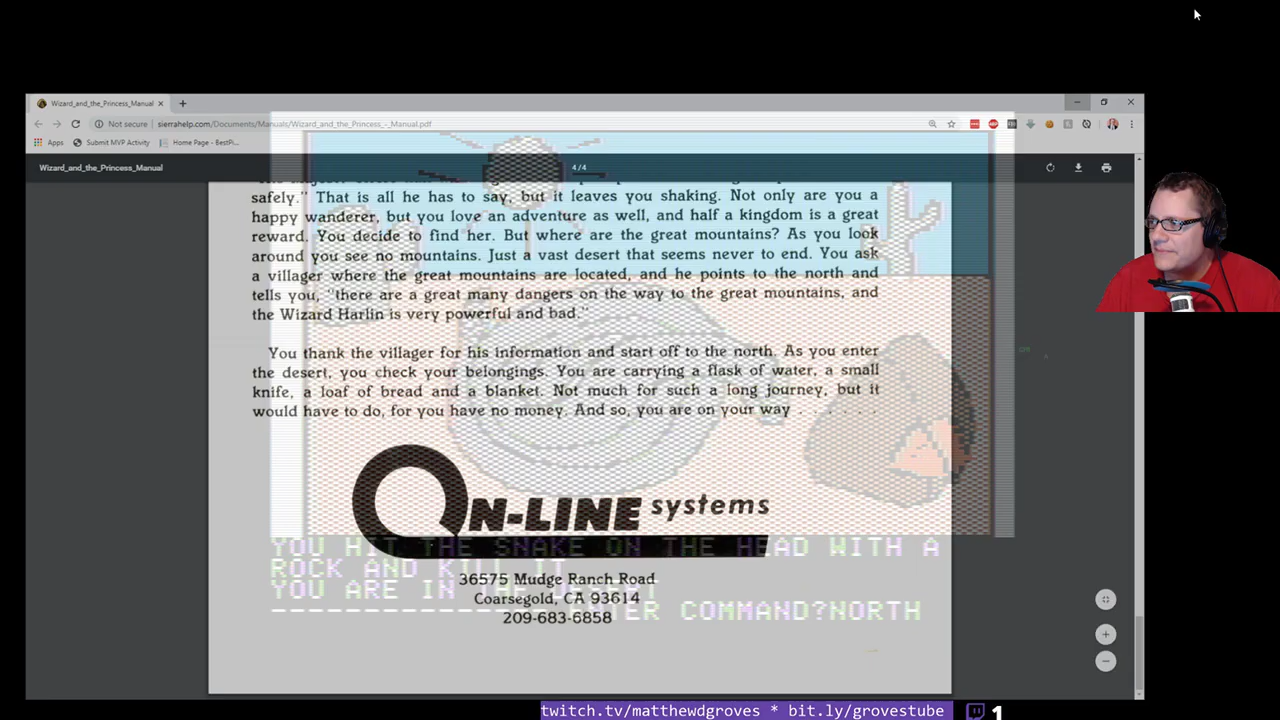 Wizard_and_the_Princess_Manual
Not secure | sierrahelp.com/Documents/Manuals/Wizard_and_the_Princess_-_Manual.pdf
Apps Submit MVP Activity Home Page - BestPi...
Wizard_and_the_Princess_Manual
4/4
safely." That is all he has to say, but it leaves you shaking. Not only are you a
happy wanderer, but you love an adventure as well, and half a kingdom is a great
reward. You decide to find her. But where are the great mountains? As you look
around you see no mountains. Just a vast desert that seems never to end. You ask
a villager where the great mountains are located, and he points to the north and
tells you, "there are a great many dangers on the way to the great mountains, and
the Wizard Harlin is very powerful and bad."
You thank the villager for his information and start off to the north. As you enter
the desert, you check your belongings. You are carrying a flask of water, a small
knife, a loaf of bread and a blanket. Not much for such a long journey, but it
would have to do, for you have no money. And so, you are on your way . . . . . .
ON-LINE systems
36575 Mudge Ranch Road
Coarsegold, CA 93614
209-683-6858
YOU HIT THE SNAKE ON THE HEAD WITH A
ROCK AND KILL IT
YOU ARE IN THE DESERT
ENTER COMMAND?NORTH
twitch.tv/matthewdgroves * bit.ly/grovestube
1